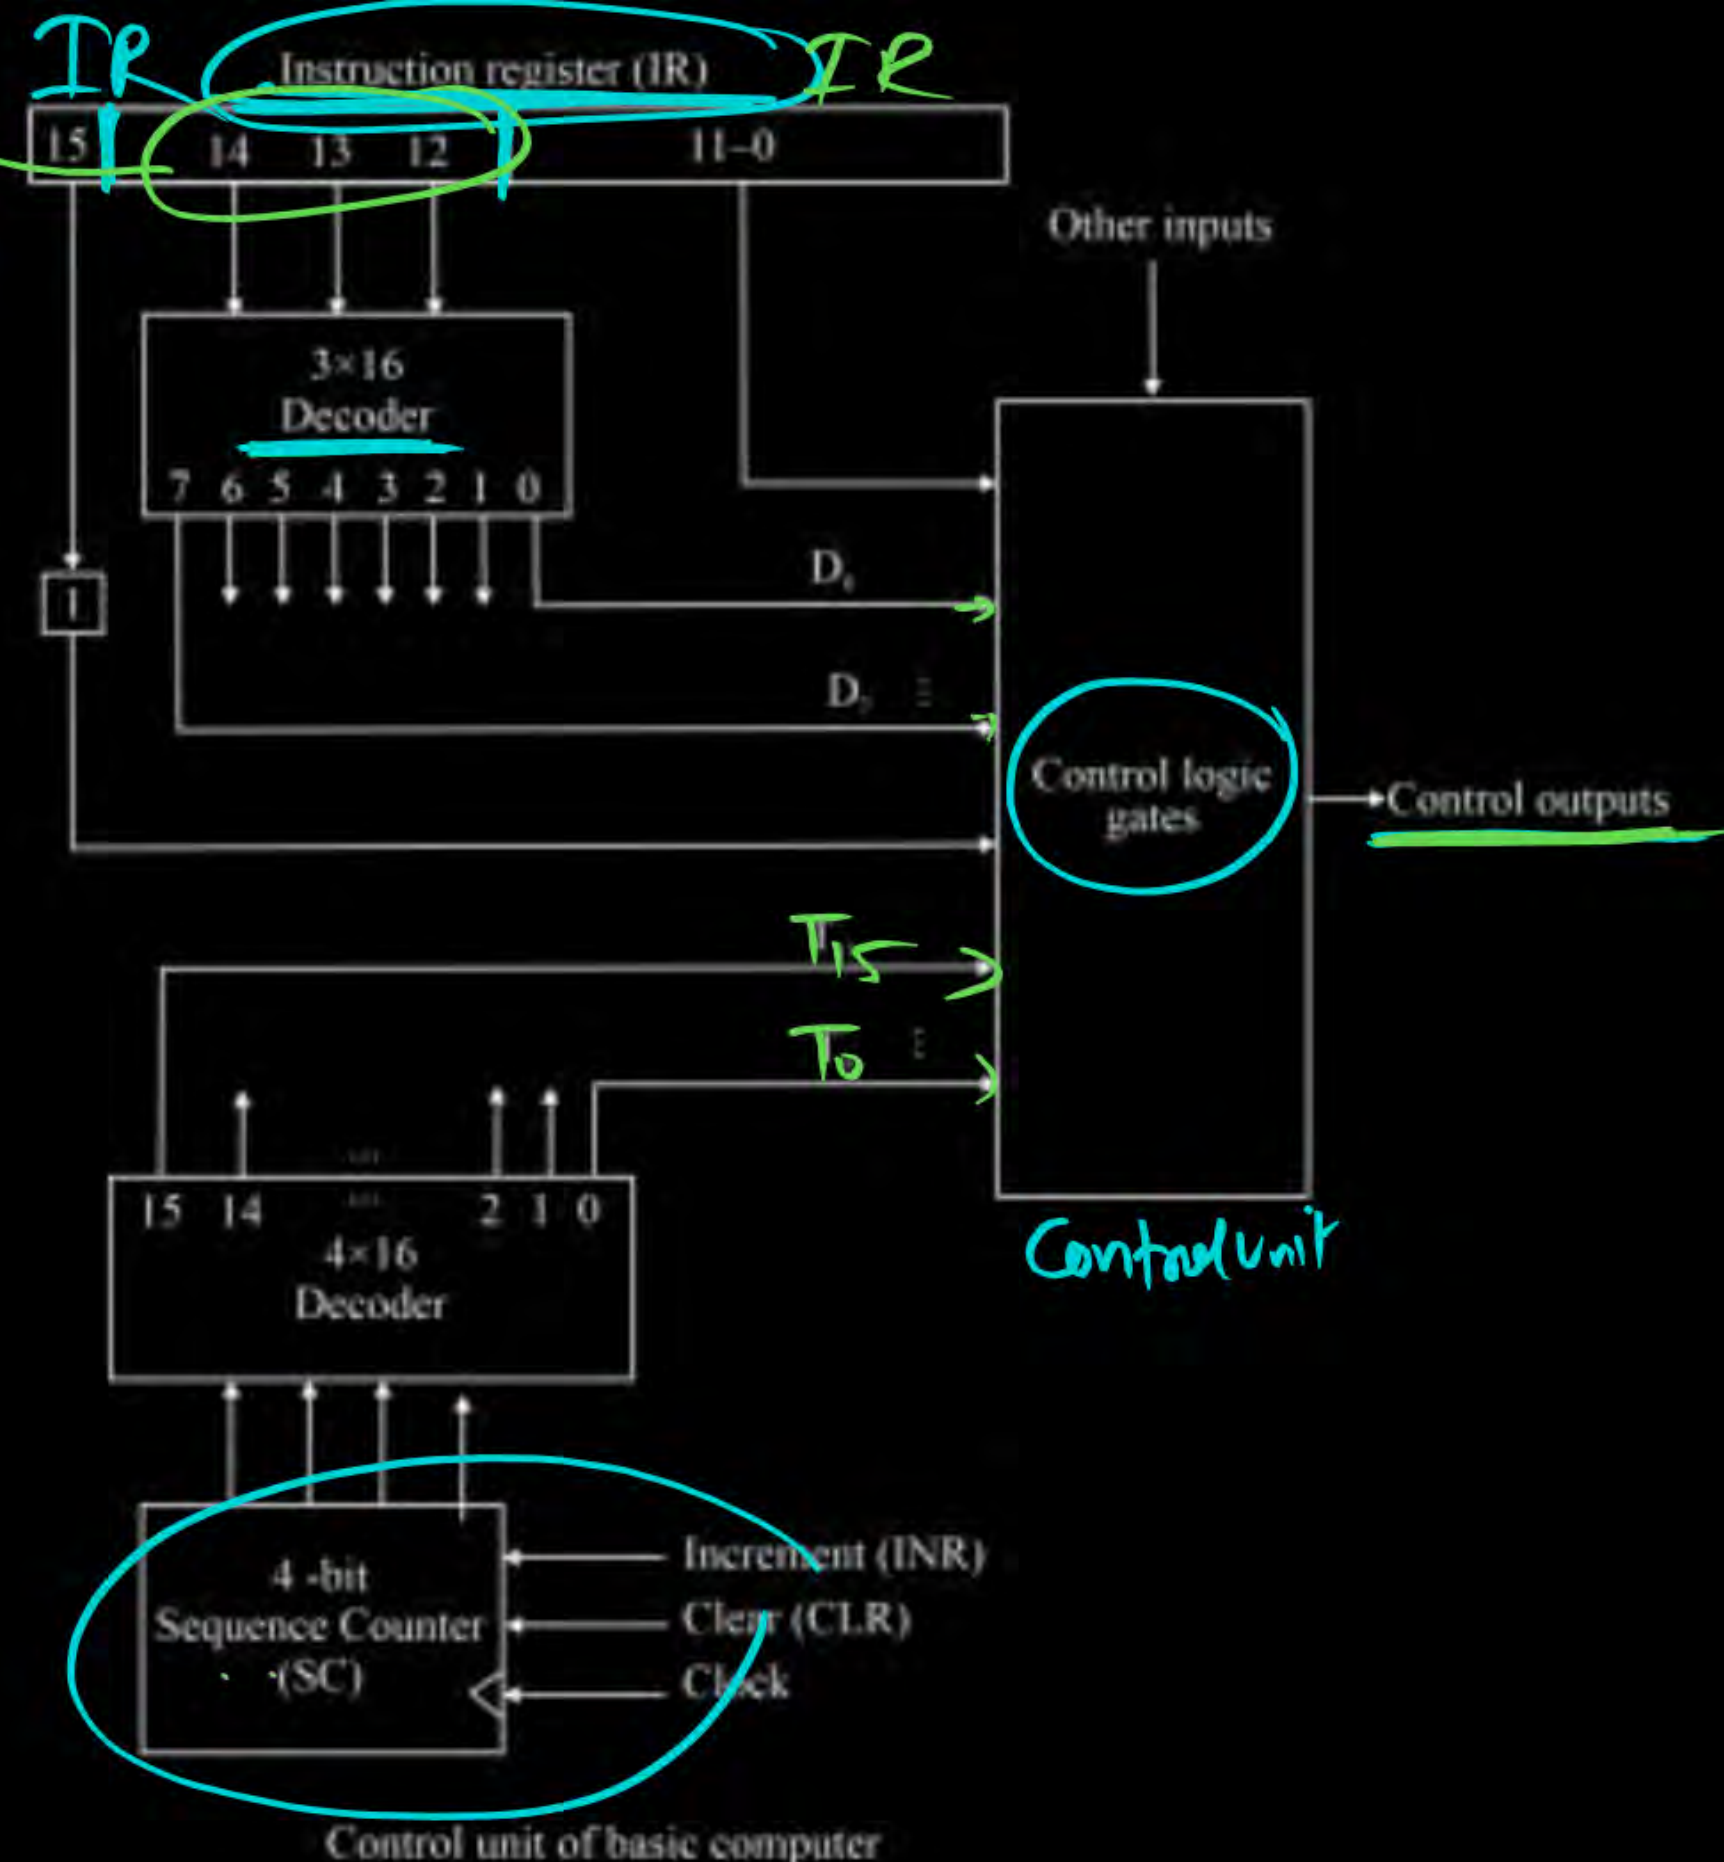 IR
Instruction register (IR)
IR
15 14 13 12 11–0
Other inputs
3×16
Decoder
7 6 5 4 3 2 1 0
D
1
D
Control logic
gates
Control outputs
T15
T0
15 14 2 1 0
4×16
Decoder
Control unit
4 -bit
Sequence Counter
(SC)
Increment (INR)
Clear (CLR)
Clock
Control unit of basic computer